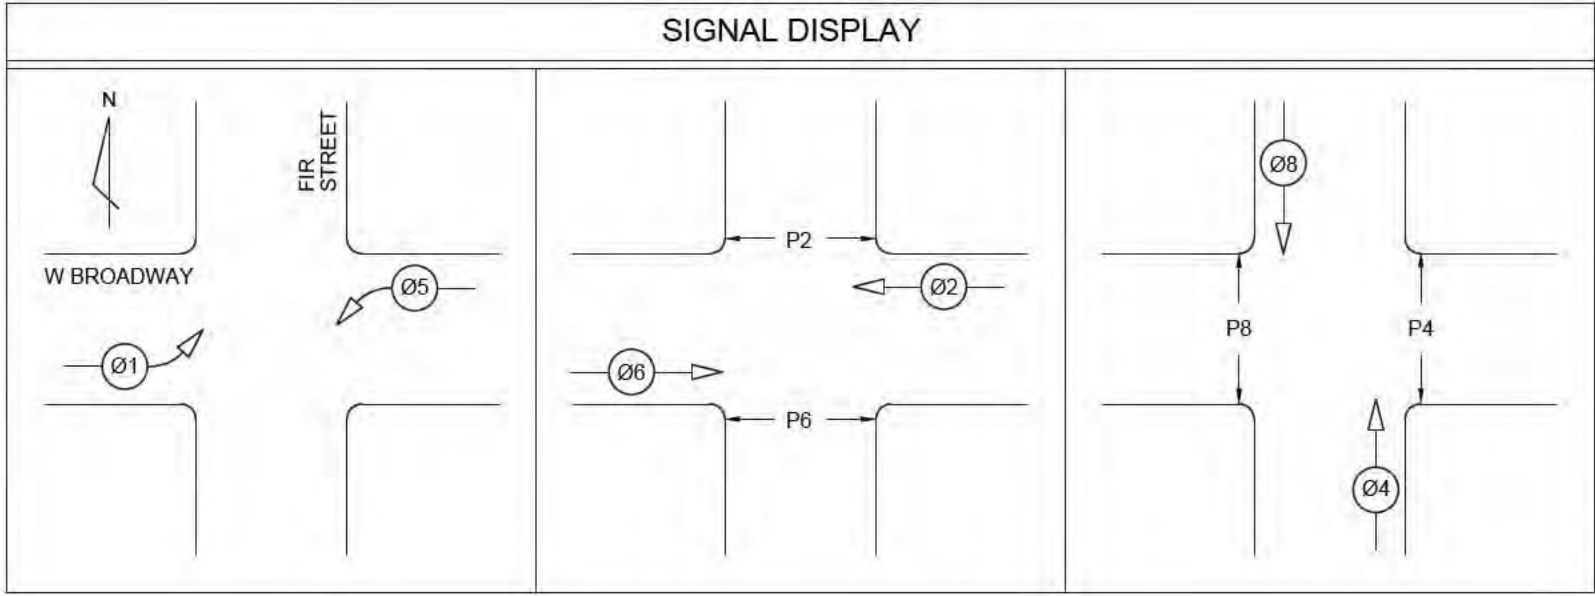 SIGNAL DISPLAY
N
FIR
STREET
W BROADWAY
Ø5
Ø1
P2
Ø2
Ø6
P6
Ø8
P8
P4
Ø4